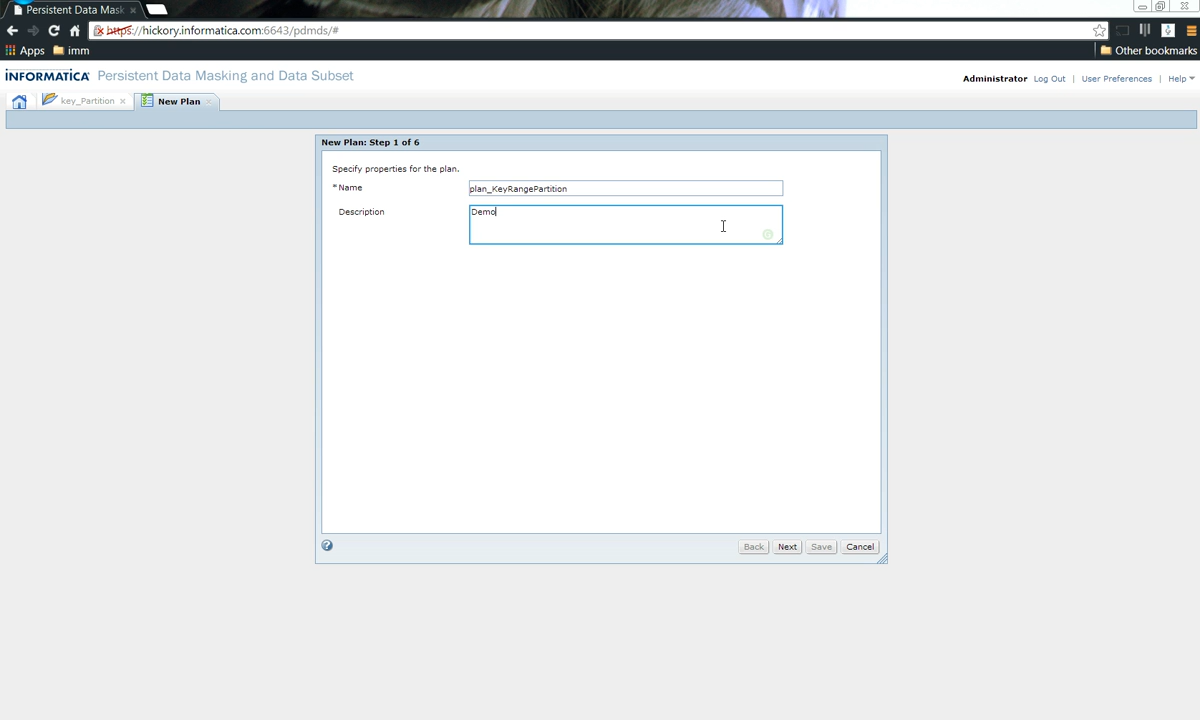 Persistent Data Mask
https://hickory.informatica.com:6643/pdmds/#
Apps imm Other bookmarks
INFORMATICA Persistent Data Masking and Data Subset
Administrator Log Out | User Preferences | Help
key_Partition New Plan
New Plan: Step 1 of 6
Specify properties for the plan.
* Name plan_KeyRangePartition
Description Demo
Back Next Save Cancel